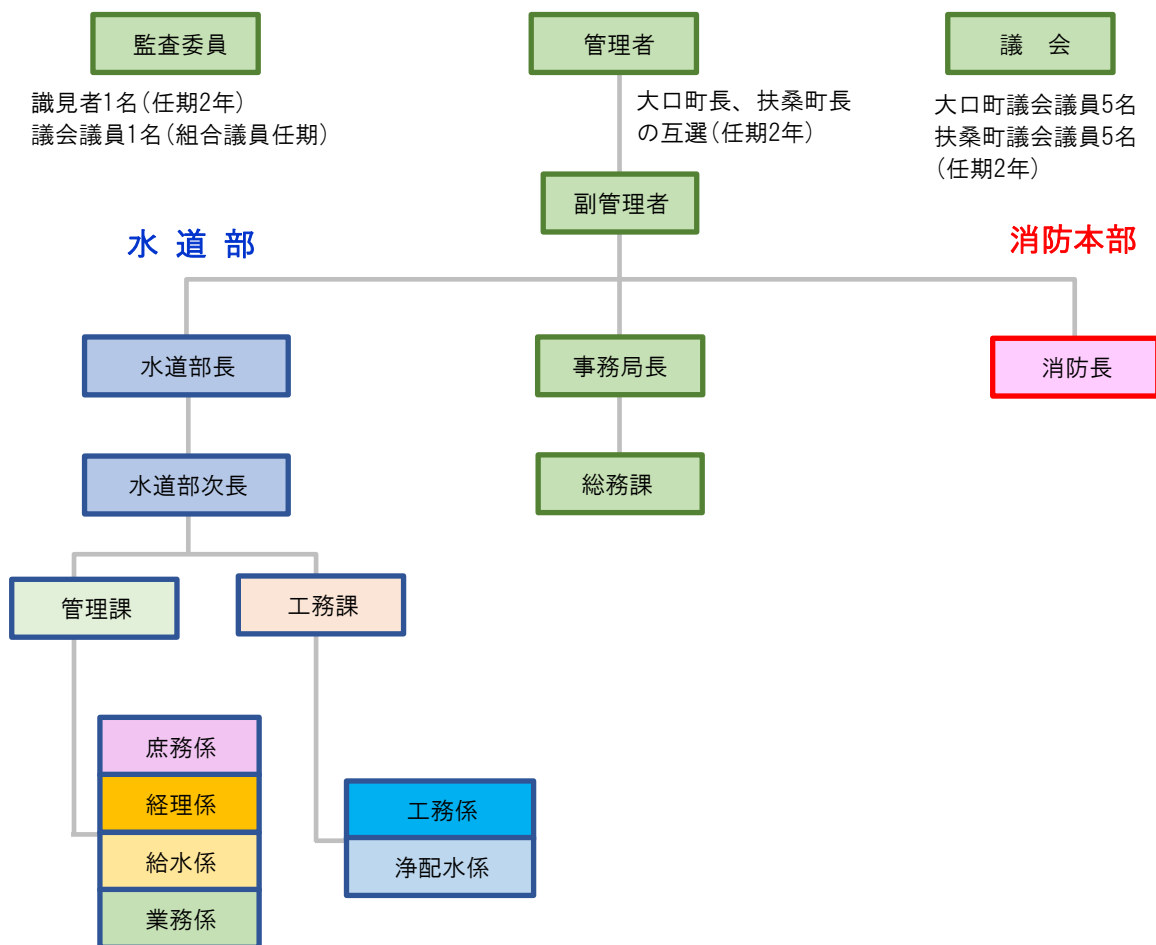 監査委員
管理者
議　会
識見者1名(任期2年)
議会議員1名(組合議員任期)
大口町長、扶桑町長
の互選(任期2年)
大口町議会議員5名
扶桑町議会議員5名
(任期2年)
副管理者
水 道 部
消防本部
水道部長
事務局長
消防長
水道部次長
総務課
管理課
工務課
庶務係
経理係
給水係
業務係
工務係
浄配水係